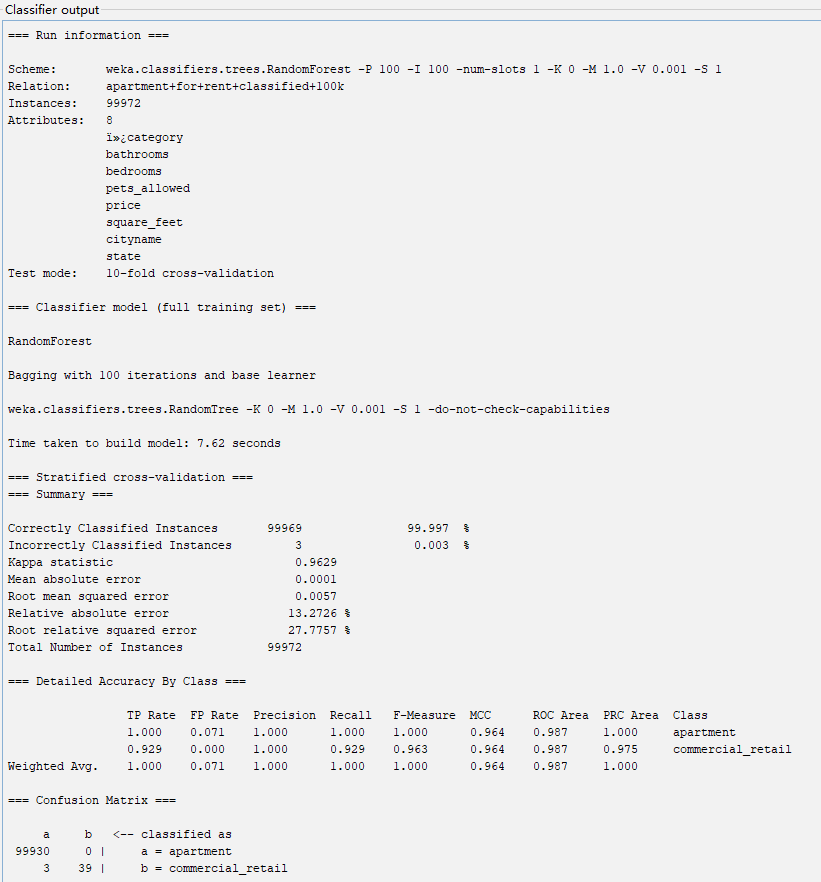 Classifier output
=== Run information ===
Scheme: weka.classifiers.trees.RandomForest -P 100 -I 100 -num-slots 1 -K 0 -M 1.0 -V 0.001 -S 1
Relation: apartment+for+rent+classified+100k
Instances: 99972
Attributes: 8
ï»¿category
bathrooms
bedrooms
pets_allowed
price
square_feet
cityname
state
Test mode: 10-fold cross-validation
=== Classifier model (full training set) ===
RandomForest
Bagging with 100 iterations and base learner
weka.classifiers.trees.RandomTree -K 0 -M 1.0 -V 0.001 -S 1 -do-not-check-capabilities
Time taken to build model: 7.62 seconds
=== Stratified cross-validation ===
=== Summary ===
Correctly Classified Instances 99969 99.997 %
Incorrectly Classified Instances 3 0.003 %
Kappa statistic 0.9629
Mean absolute error 0.0001
Root mean squared error 0.0057
Relative absolute error 13.2726 %
Root relative squared error 27.7757 %
Total Number of Instances 99972
=== Detailed Accuracy By Class ===
TP Rate FP Rate Precision Recall F-Measure MCC ROC Area PRC Area Class
1.000 0.071 1.000 1.000 1.000 0.964 0.987 1.000 apartment
0.929 0.000 1.000 0.929 0.963 0.964 0.987 0.975 commercial_retail
Weighted Avg. 1.000 0.071 1.000 1.000 1.000 0.964 0.987 1.000
=== Confusion Matrix ===
a b <-- classified as
99930 0 | a = apartment
3 39 | b = commercial_retail